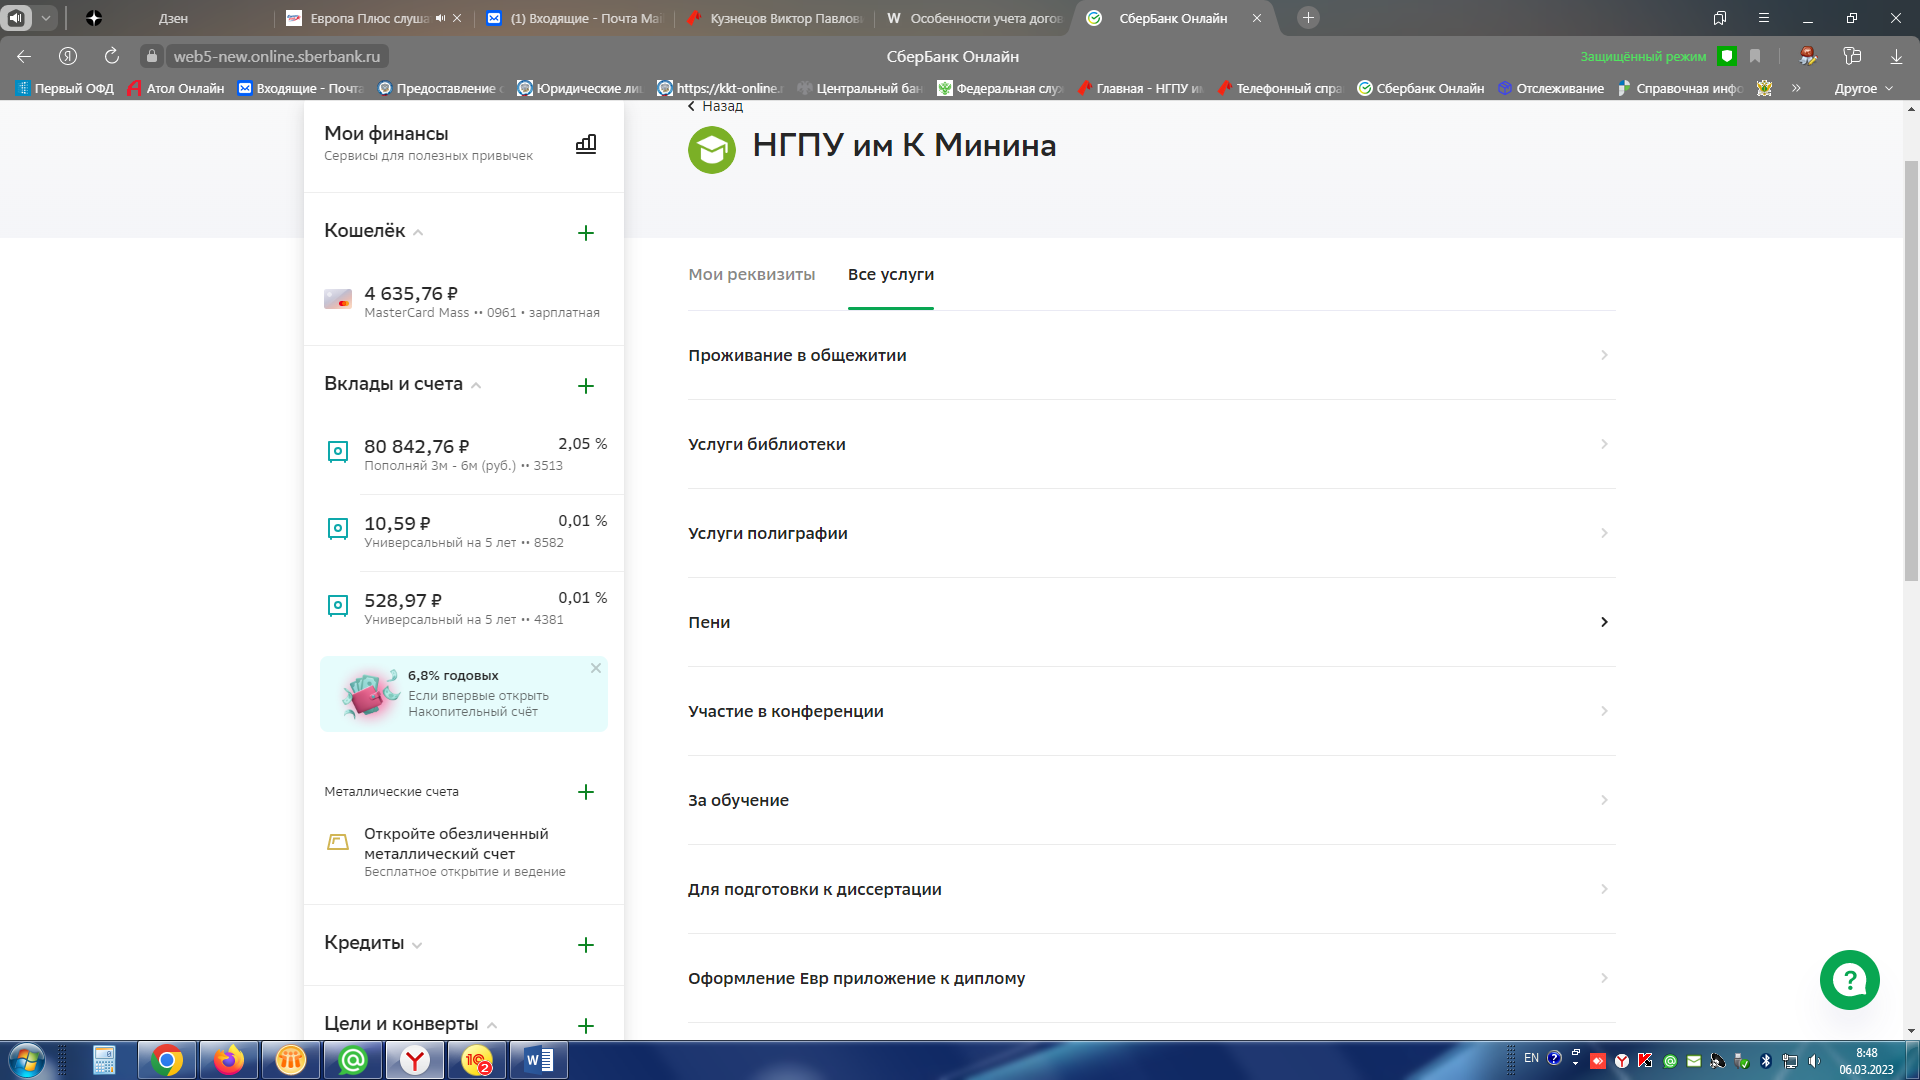 Дзен
Европа Плюс слуша
(1) Входящие - Почта Май
Кузнецов Виктор Павлов
Особенности учета догов
СберБанк Онлайн
web5-new.online.sberbank.ru
СберБанк Онлайн
Защищённый режим
Первый ОФД
Атол Онлайн
Входящие - Почта
Предоставление
Юридические ли
https://kkt-online.
Центральный бан
Федеральная слу
Главная - НГПУ и
Телефонный спра
Сбербанк Онлайн
Отслеживание
Справочная инфо
Другое
Мои финансы
Сервисы для полезных привычек
Кошелёк
4 635,76 ₽
MasterCard Mass •• 0961 • зарплатная
Вклады и счета
80 842,76 ₽
2,05 %
Пополняй 3м - 6м (руб.) •• 3513
10,59 ₽
0,01 %
Универсальный на 5 лет •• 8582
528,97 ₽
0,01 %
Универсальный на 5 лет •• 4381
6,8% годовых
Если впервые открыть
Накопительный счёт
Металлические счета
Откройте обезличенный
металлический счет
Бесплатное открытие и ведение
Кредиты
Цели и конверты
Назад
НГПУ им К Минина
Мои реквизиты
Все услуги
Проживание в общежитии
Услуги библиотеки
Услуги полиграфии
Пени
Участие в конференции
За обучение
Для подготовки к диссертации
Оформление Евр приложение к диплому
EN
8:48
06.03.2023